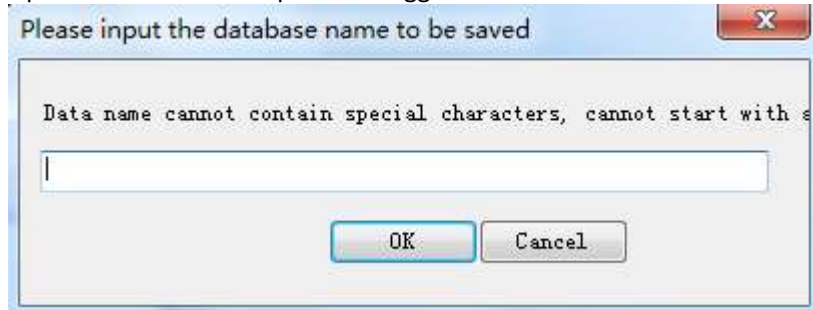 Please input the database name to be saved
Data name cannot contain special characters, cannot start with
OK
Cancel